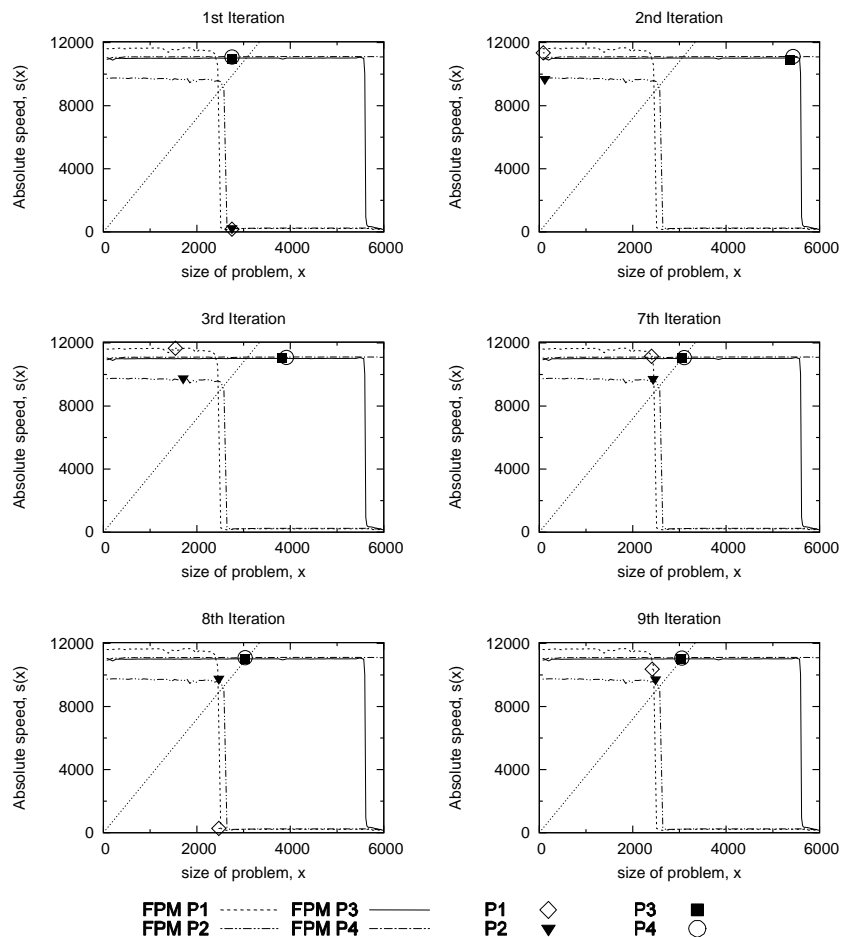 1st Iteration
Absolute speed, s(x)
12000
8000
4000
0
0 2000 4000 6000
size of problem, x
2nd Iteration
Absolute speed, s(x)
12000
8000
4000
0
0 2000 4000 6000
size of problem, x
3rd Iteration
Absolute speed, s(x)
12000
8000
4000
0
0 2000 4000 6000
size of problem, x
7th Iteration
Absolute speed, s(x)
12000
8000
4000
0
0 2000 4000 6000
size of problem, x
8th Iteration
Absolute speed, s(x)
12000
8000
4000
0
0 2000 4000 6000
size of problem, x
9th Iteration
Absolute speed, s(x)
12000
8000
4000
0
0 2000 4000 6000
size of problem, x
FPM P1 FPM P3 P1 P3
FPM P2 FPM P4 P2 P4